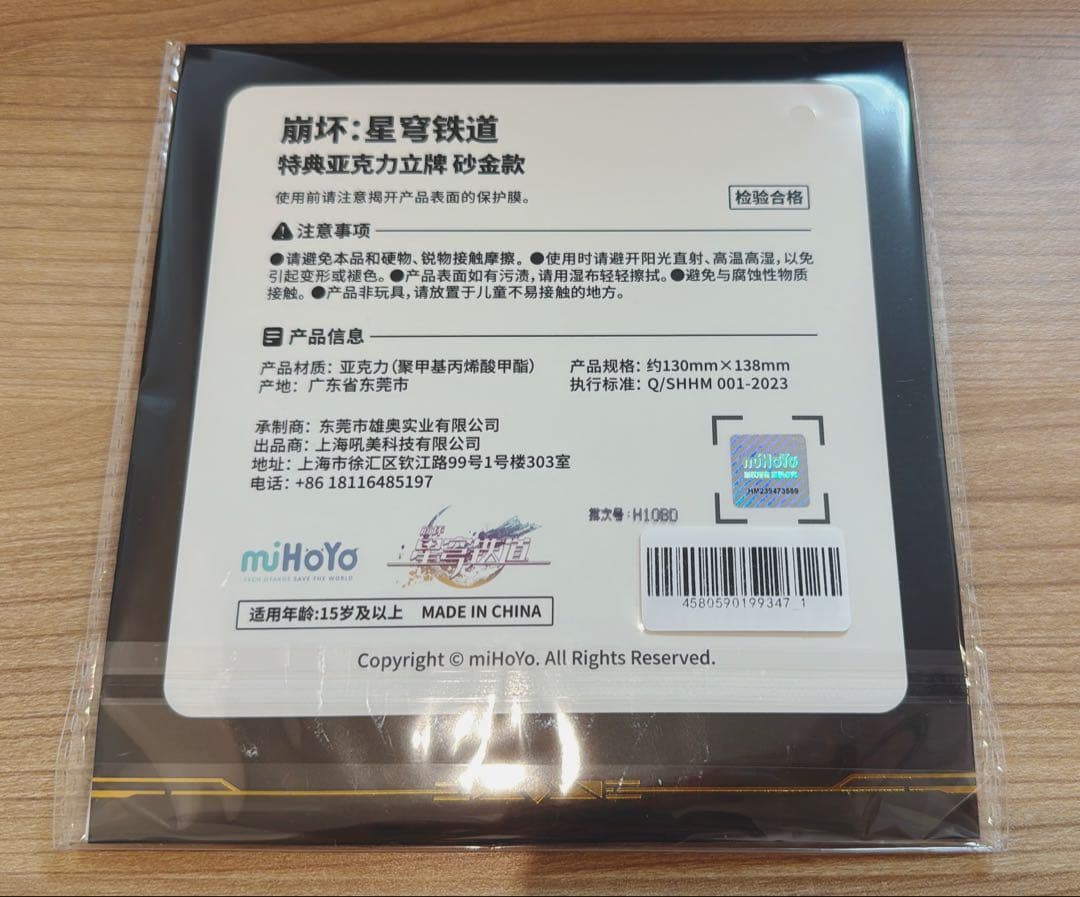 崩坏：星穹铁道
特典亚克力立牌 砂金款
使用前请注意揭开产品表面的保护膜。
检验合格
注意事项
●请避免本品和硬物、锐物接触摩擦。●使用时请避开阳光直射、高温高湿，以免
引起变形或褪色。●产品表面如有污渍，请用湿布轻轻擦拭。●避免与腐蚀性物质
接触。●产品非玩具，请放置于儿童不易接触的地方。
产品信息
产品材质：亚克力（聚甲基丙烯酸甲酯）
产品规格：约130mm×138mm
产地：广东省东莞市
执行标准：Q/SHHM 001-2023
承制商：东莞市雄奥实业有限公司
出品商：上海吼美科技有限公司
地址：上海市徐汇区钦江路99号1号楼303室
电话：+86 18116485197
miHoYo
HM235473589
批次号：H10BD
miHoYo
TECH OTAKUS SAVE THE WORLD
崩坏
星穹铁道
4580590199347_1
适用年龄:15岁及以上 MADE IN CHINA
Copyright © miHoYo. All Rights Reserved.